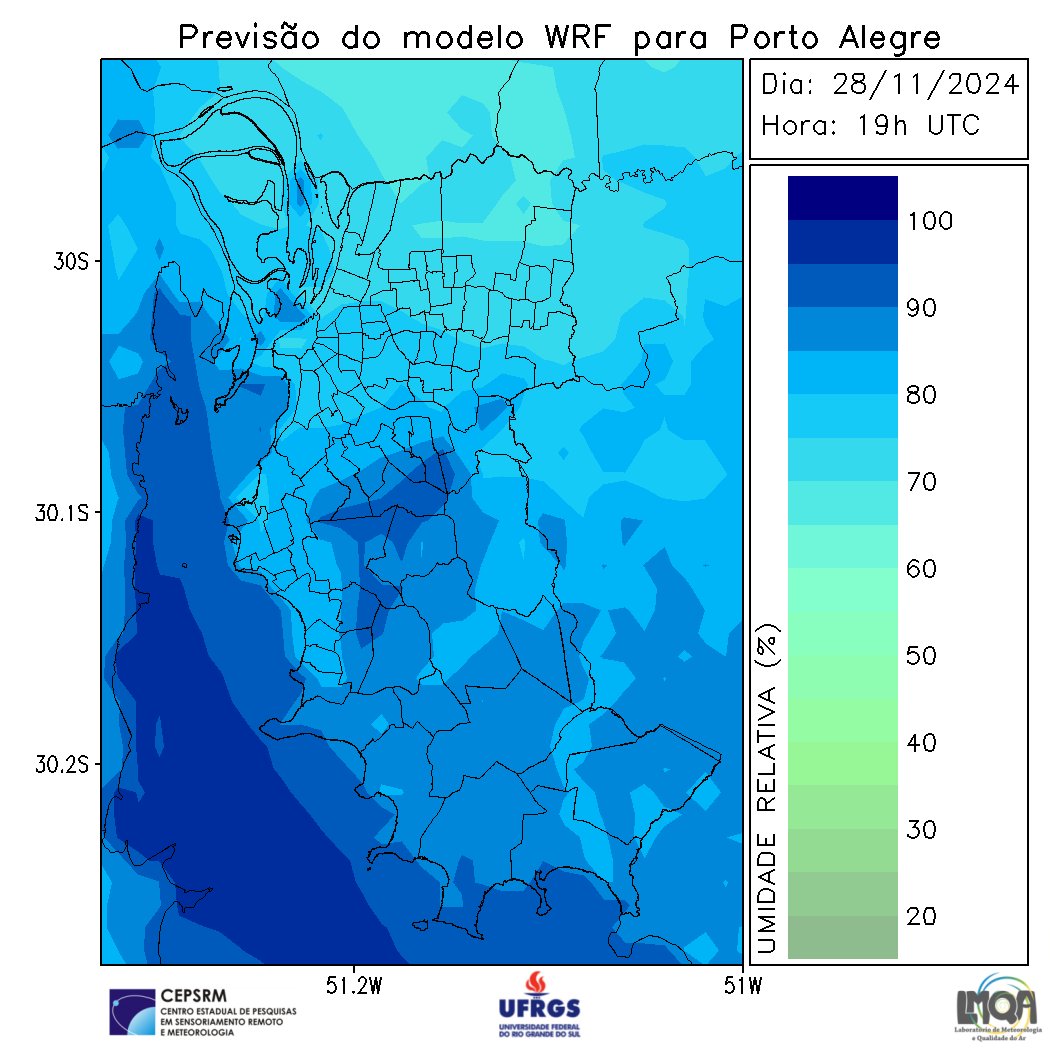 Previsão do modelo WRF para Porto Alegre
Dia: 28/11/2024
Hora: 19h UTC
30S
30.1S
30.2S
51.2W
51W
UMIDADE RELATIVA (%)
100
90
80
70
60
50
40
30
20
CEPSRM
CENTRO ESTADUAL DE PESQUISAS
EM SENSORIAMENTO REMOTO
E METEOROLOGIA
UFRGS
UNIVERSIDADE FEDERAL
DO RIO GRANDE DO SUL
LMQA
Laboratório de Meteorologia
e Qualidade do Ar